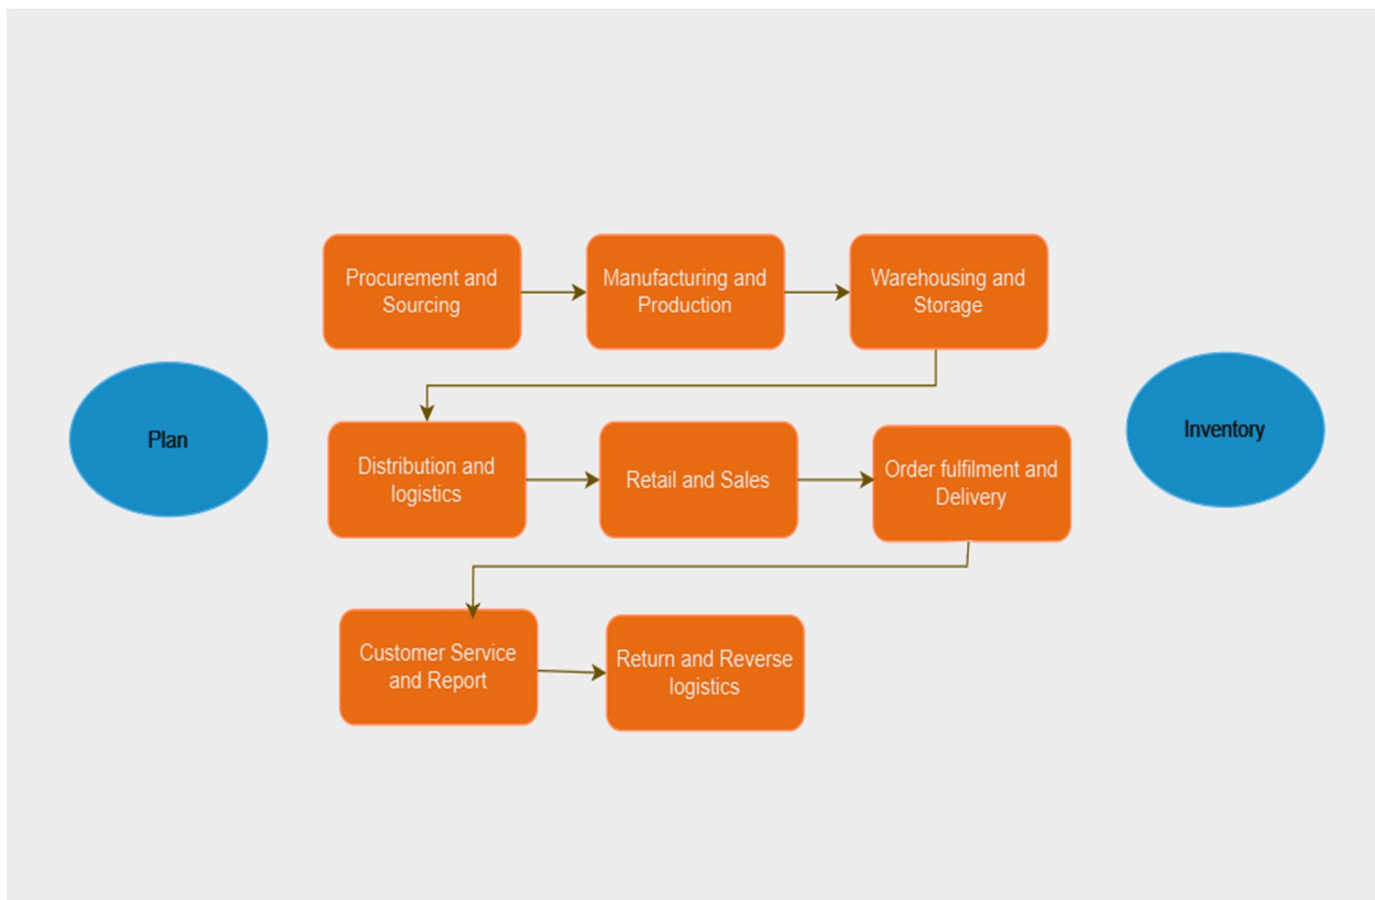 Procurement and
Sourcing
Manufacturing and
Production
Warehousing and
Storage
Plan
Distribution and
logistics
Retail and Sales
Order fulfilment and
Delivery
Inventory
Customer Service
and Report
Return and Reverse
logistics